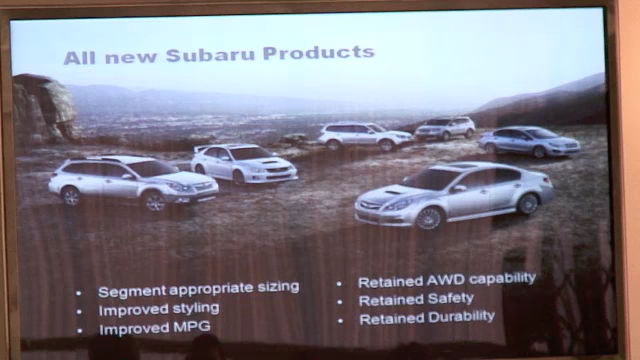 All new Subaru Products
• Segment appropriate sizing
• Improved styling
• Improved MPG
• Retained AWD capability
• Retained Safety
• Retained Durability